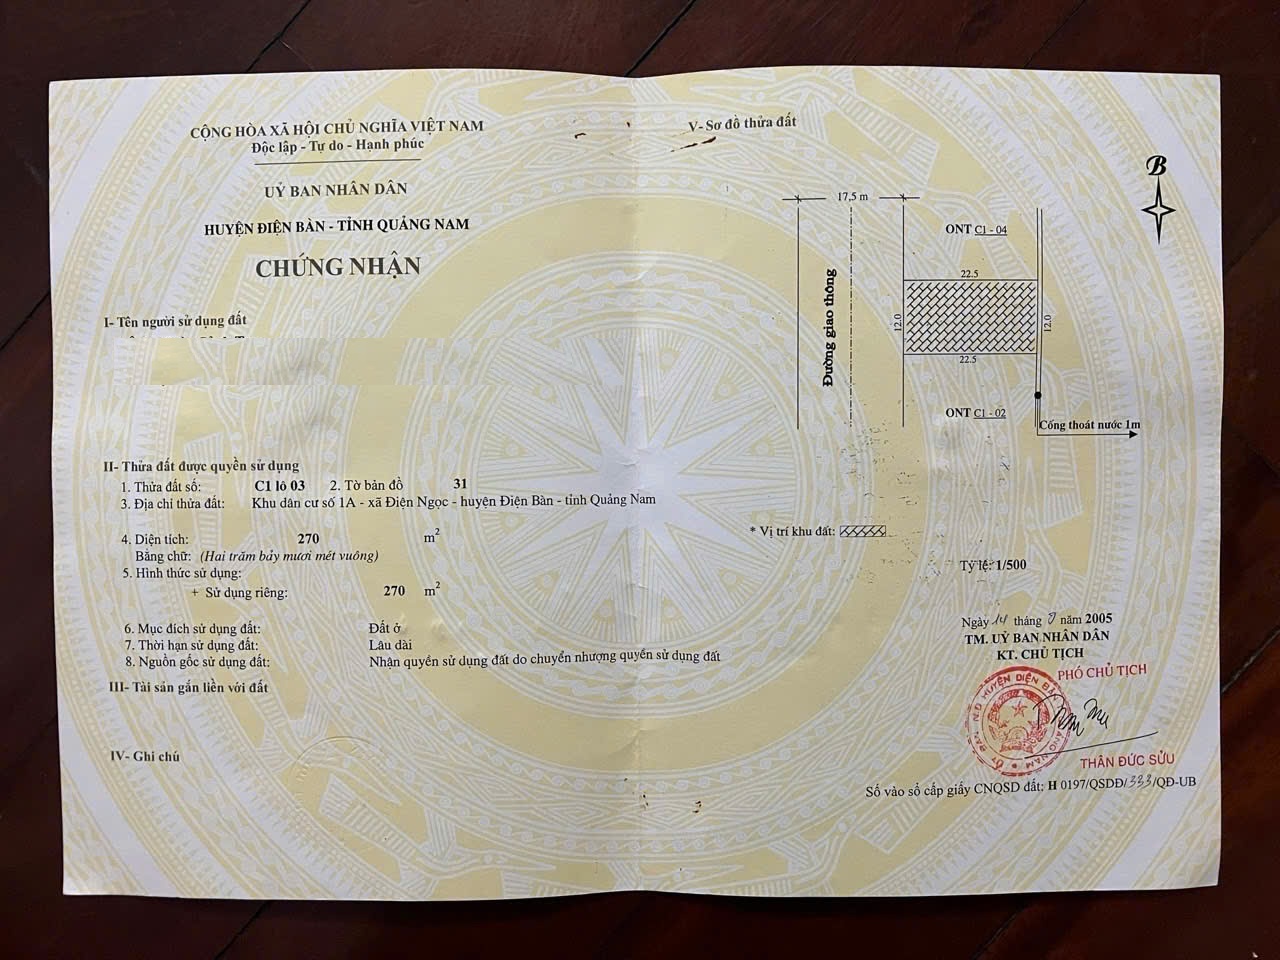 CỘNG HÒA XÃ HỘI CHỦ NGHĨA VIỆT NAM
Độc lập - Tự do - Hạnh phúc
UỶ BAN NHÂN DÂN
HUYỆN ĐIỆN BÀN - TỈNH QUẢNG NAM
CHỨNG NHẬN
I- Tên người sử dụng đất
II- Thửa đất được quyền sử dụng
1. Thửa đất số: C1 lô 03 2. Tờ bản đồ 31
3. Địa chỉ thửa đất: Khu dân cư số 1A - xã Điện Ngọc - huyện Điện Bàn - tỉnh Quảng Nam
4. Diện tích: 270 m2
Bằng chữ: (Hai trăm bảy mươi mét vuông)
5. Hình thức sử dụng:
+ Sử dụng riêng: 270 m2
6. Mục đích sử dụng đất: Đất ở
7. Thời hạn sử dụng đất: Lâu dài
8. Nguồn gốc sử dụng đất: Nhận quyền sử dụng đất do chuyển nhượng quyền sử dụng đất
III- Tài sản gắn liền với đất
IV- Ghi chú
V- Sơ đồ thửa đất
B
17,5 m
ONT C1 - 04
22.5
Đường giao thông
12.0
12.0
22.5
ONT C1 - 02
Cống thoát nước 1m
* Vị trí khu đất:
Tỷ lệ: 1/500
Ngày 14 tháng năm 2005
TM. UỶ BAN NHÂN DÂN
KT. CHỦ TỊCH
PHÓ CHỦ TỊCH
THÂN ĐỨC SỬU
Số vào sổ cấp giấy CNQSD đất: H 0197/QSDĐ/333/QĐ-UB